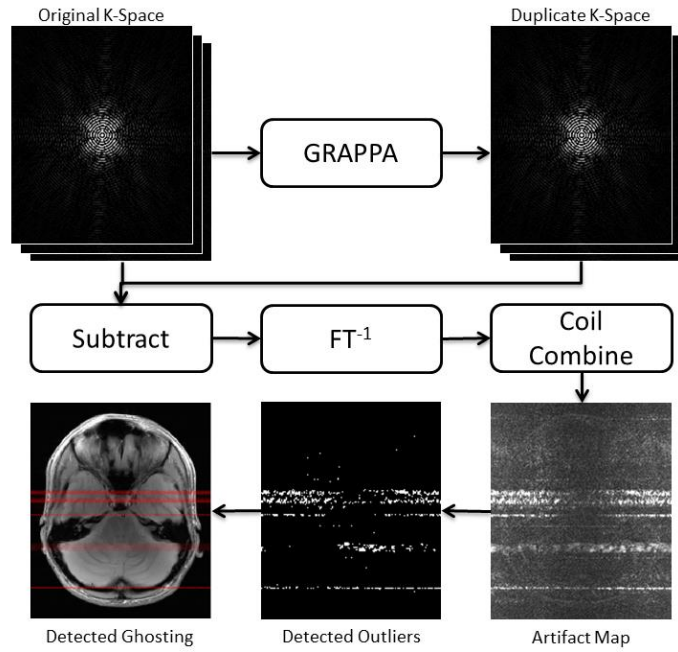 Original K-Space
Duplicate K-Space
GRAPPA
Subtract
FT⁻¹
Coil
Combine
Detected Ghosting
Detected Outliers
Artifact Map